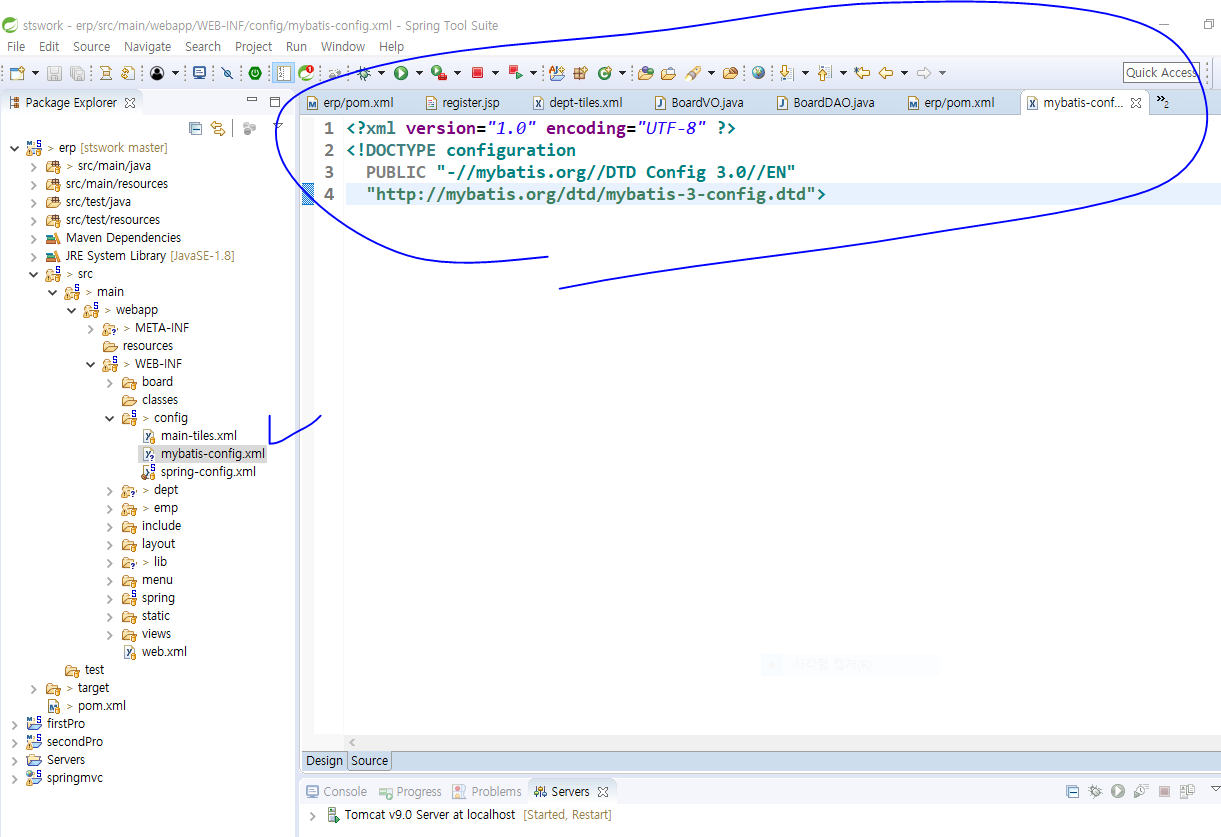 stswork - erp/src/main/webapp/WEB-INF/config/mybatis-config.xml - Spring Tool Suite
File Edit Source Navigate Search Project Run Window Help
Quick Access
Package Explorer
erp/pom.xml register.jsp dept-tiles.xml BoardVO.java BoardDAO.java erp/pom.xml mybatis-conf... »2
1 <?xml version="1.0" encoding="UTF-8" ?>
2 <!DOCTYPE configuration
3 PUBLIC "-//mybatis.org//DTD Config 3.0//EN"
4 "http://mybatis.org/dtd/mybatis-3-config.dtd">
> erp [stswork master]
> src/main/java
src/main/resources
> src/test/java
src/test/resources
Maven Dependencies
JRE System Library [JavaSE-1.8]
> src
> main
> webapp
> META-INF
resources
> WEB-INF
board
classes
> config
main-tiles.xml
mybatis-config.xml
spring-config.xml
> dept
> emp
include
layout
> lib
menu
spring
static
views
web.xml
test
> target
> pom.xml
firstPro
secondPro
Servers
springmvc
Design Source
Console Progress Problems Servers
Tomcat v9.0 Server at localhost [Started, Restart]